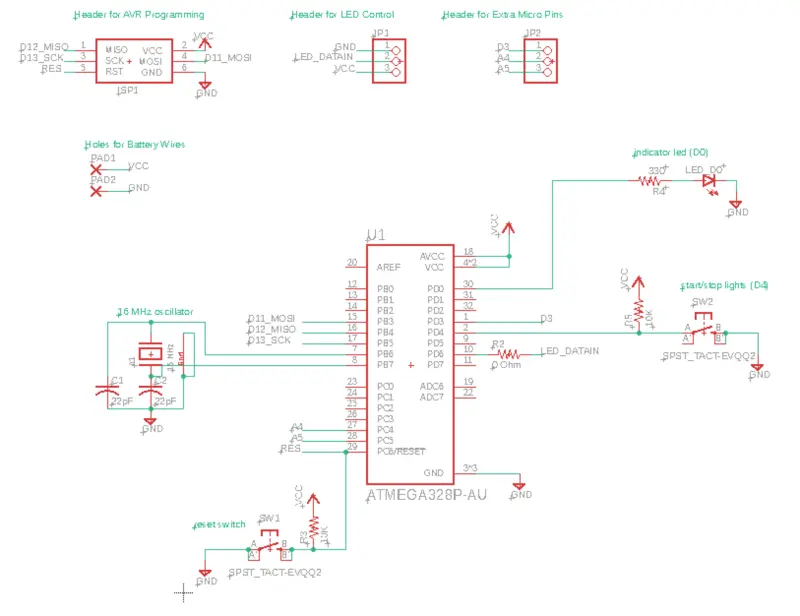 Header for AVR Programming
Header for LED Control
Header for Extra Micro Pins
D12_MISO 1 MISO VCC 2 VCC
D13_SCK 3 SCK MOSI 4 D11_MOSI
RES 5 RST GND 6
ISP1
GND
JP1
GND 1
LED_DATAIN 2
VCC 3
JP2
D3 1
A4 2
A5 3
Holes for Battery Wires
PAD1
VCC
PAD2
GND
indicator led (D0)
330
R4
LED_D0
GND
U1
VCC
AVCC 18
VCC 4*2
20 AREF
12 PB0
13 PB1
14 PB2
D11_MOSI 15 PB3
D12_MISO 16 PB4
D13_SCK 17 PB5
7 PB6
8 PB7
23 PC0
24 PC1
25 PC2
26 PC3
A4 27 PC4
A5 28 PC5
RES 29 PC6/RESET
PD0 30
PD1 31
PD2 32
PD3 1 D3
PD4 2
PD5 9
PD6 10
PD7 11
ADC6 19
ADC7 22
GND 3*3
GND
ATMEGA328P-AU
R2
0 Ohm
LED_DATAIN
start/stop lights (D4)
VCC
R5
10K
SW2
A B
A' B'
SPST_TACT-EVQQ2
GND
16 MHz oscillator
16 MHz
C1
22pF
C2
22pF
GND
reset switch
VCC
R3
10K
SW1
A B
A' B'
SPST_TACT-EVQQ2
GND